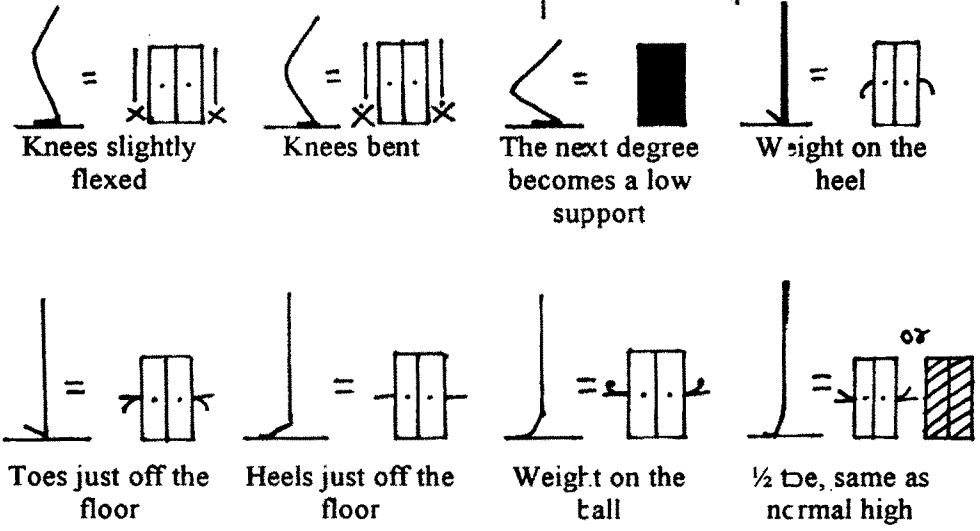 Knees slightly
flexed
Knees bent
The next degree
becomes a low
support
Weight on the
heel
or
Toes just off the
floor
Heels just off the
floor
Weight on the
ball
½ toe, same as
normal high